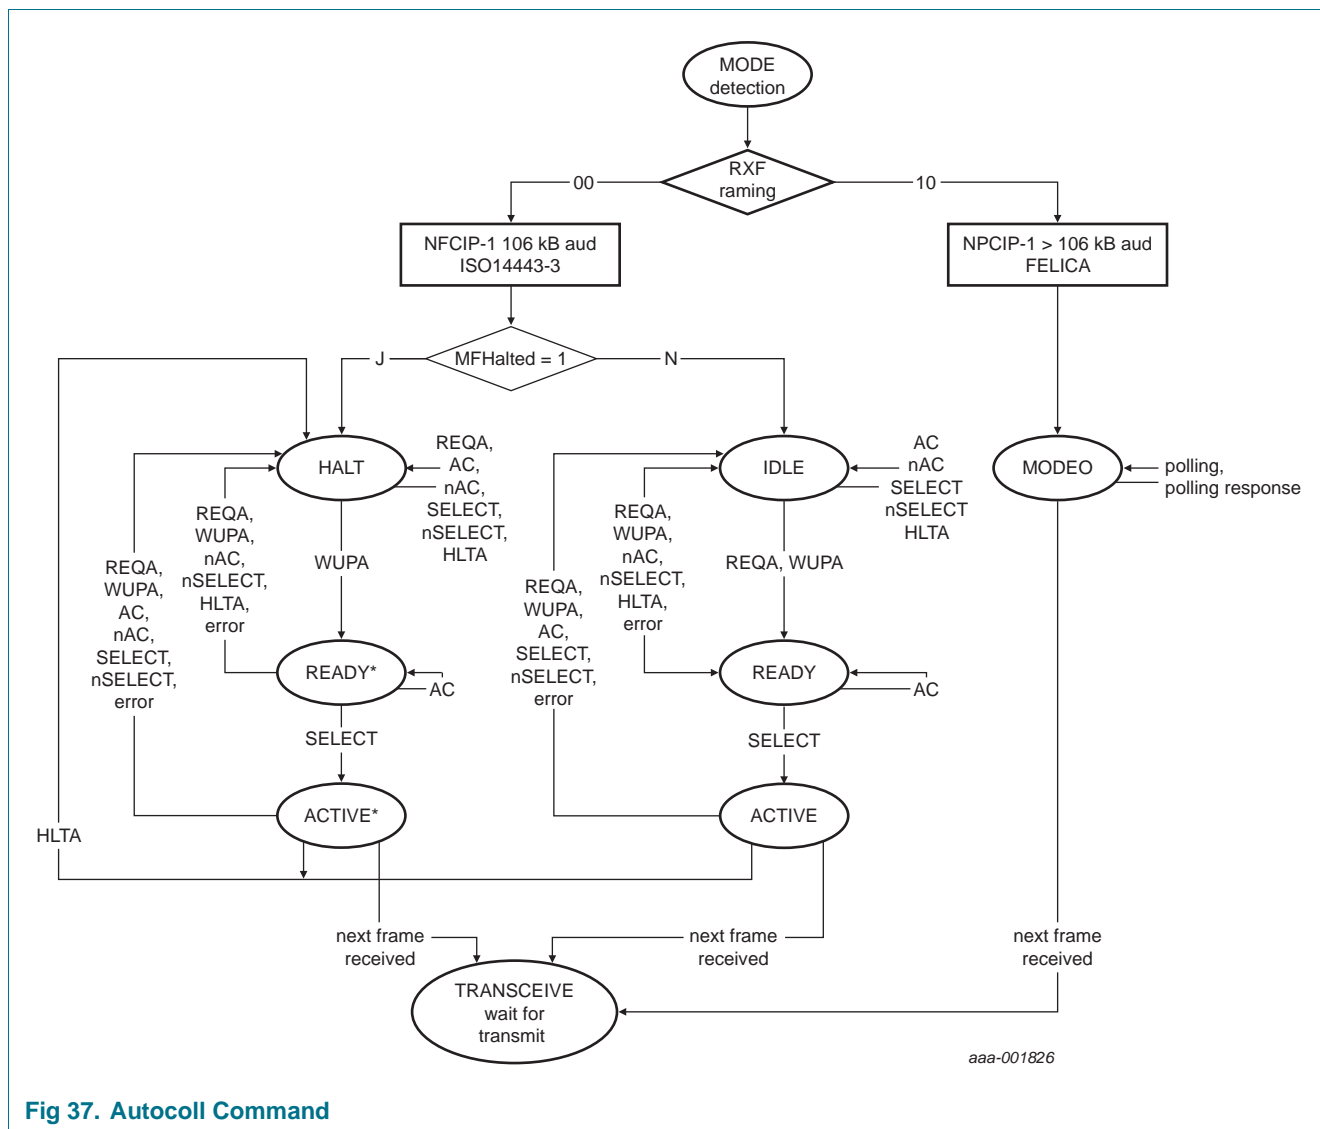 MODE
detection
RXF
raming
00
10
NFCIP-1 106 kB aud
ISO14443-3
NPCIP-1 > 106 kB aud
FELICA
J
MFHalted = 1
N
HALT
REQA,
AC,
nAC,
SELECT,
nSELECT,
HLTA
IDLE
AC
nAC
SELECT
nSELECT
HLTA
MODEO
polling,
polling response
REQA,
WUPA,
AC,
nAC,
SELECT,
nSELECT,
error
REQA,
WUPA,
nAC,
nSELECT,
HLTA,
error
WUPA
REQA,
WUPA,
AC,
SELECT,
nSELECT,
error
REQA,
WUPA,
nAC,
nSELECT,
HLTA,
error
REQA, WUPA
READY*
AC
READY
AC
SELECT
SELECT
ACTIVE*
ACTIVE
HLTA
next frame
received
next frame
received
next frame
received
TRANSCEIVE
wait for
transmit
aaa-001826
Fig 37. Autocoll Command